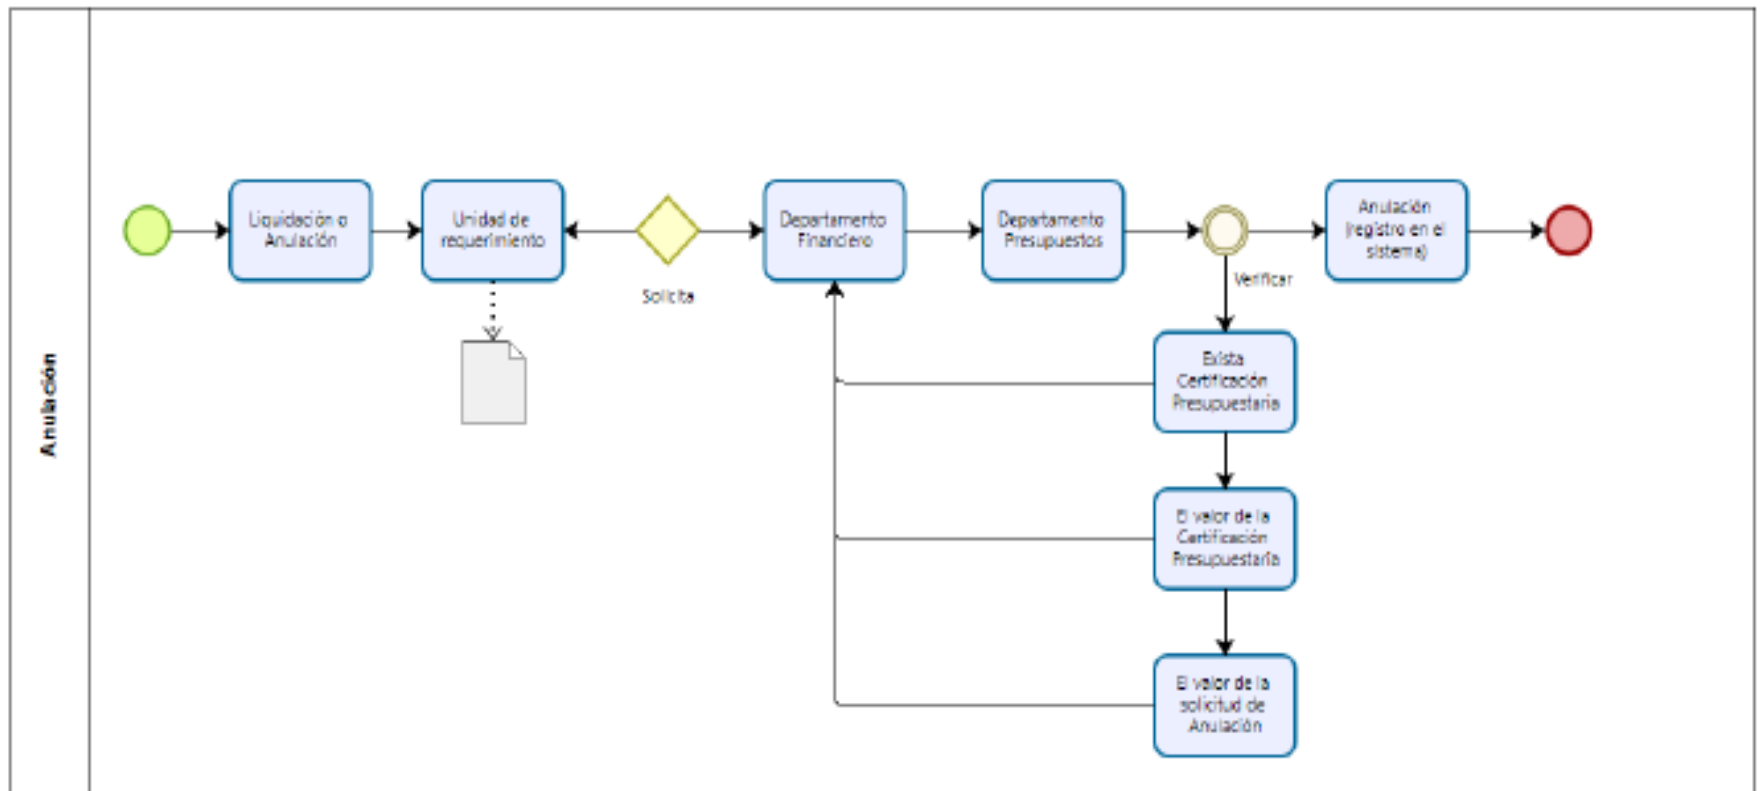 Anulación
Liquidación o
Anulación
Unidad de
requerimiento
Solicita
Departamento
Financiero
Departamento
Presupuestos
Verificar
Anulación
(registro en el
sistema)
Exista
Certificación
Presupuestaria
El valor de la
Certificación
Presupuestaria
El valor de la
solicitud de
Anulación